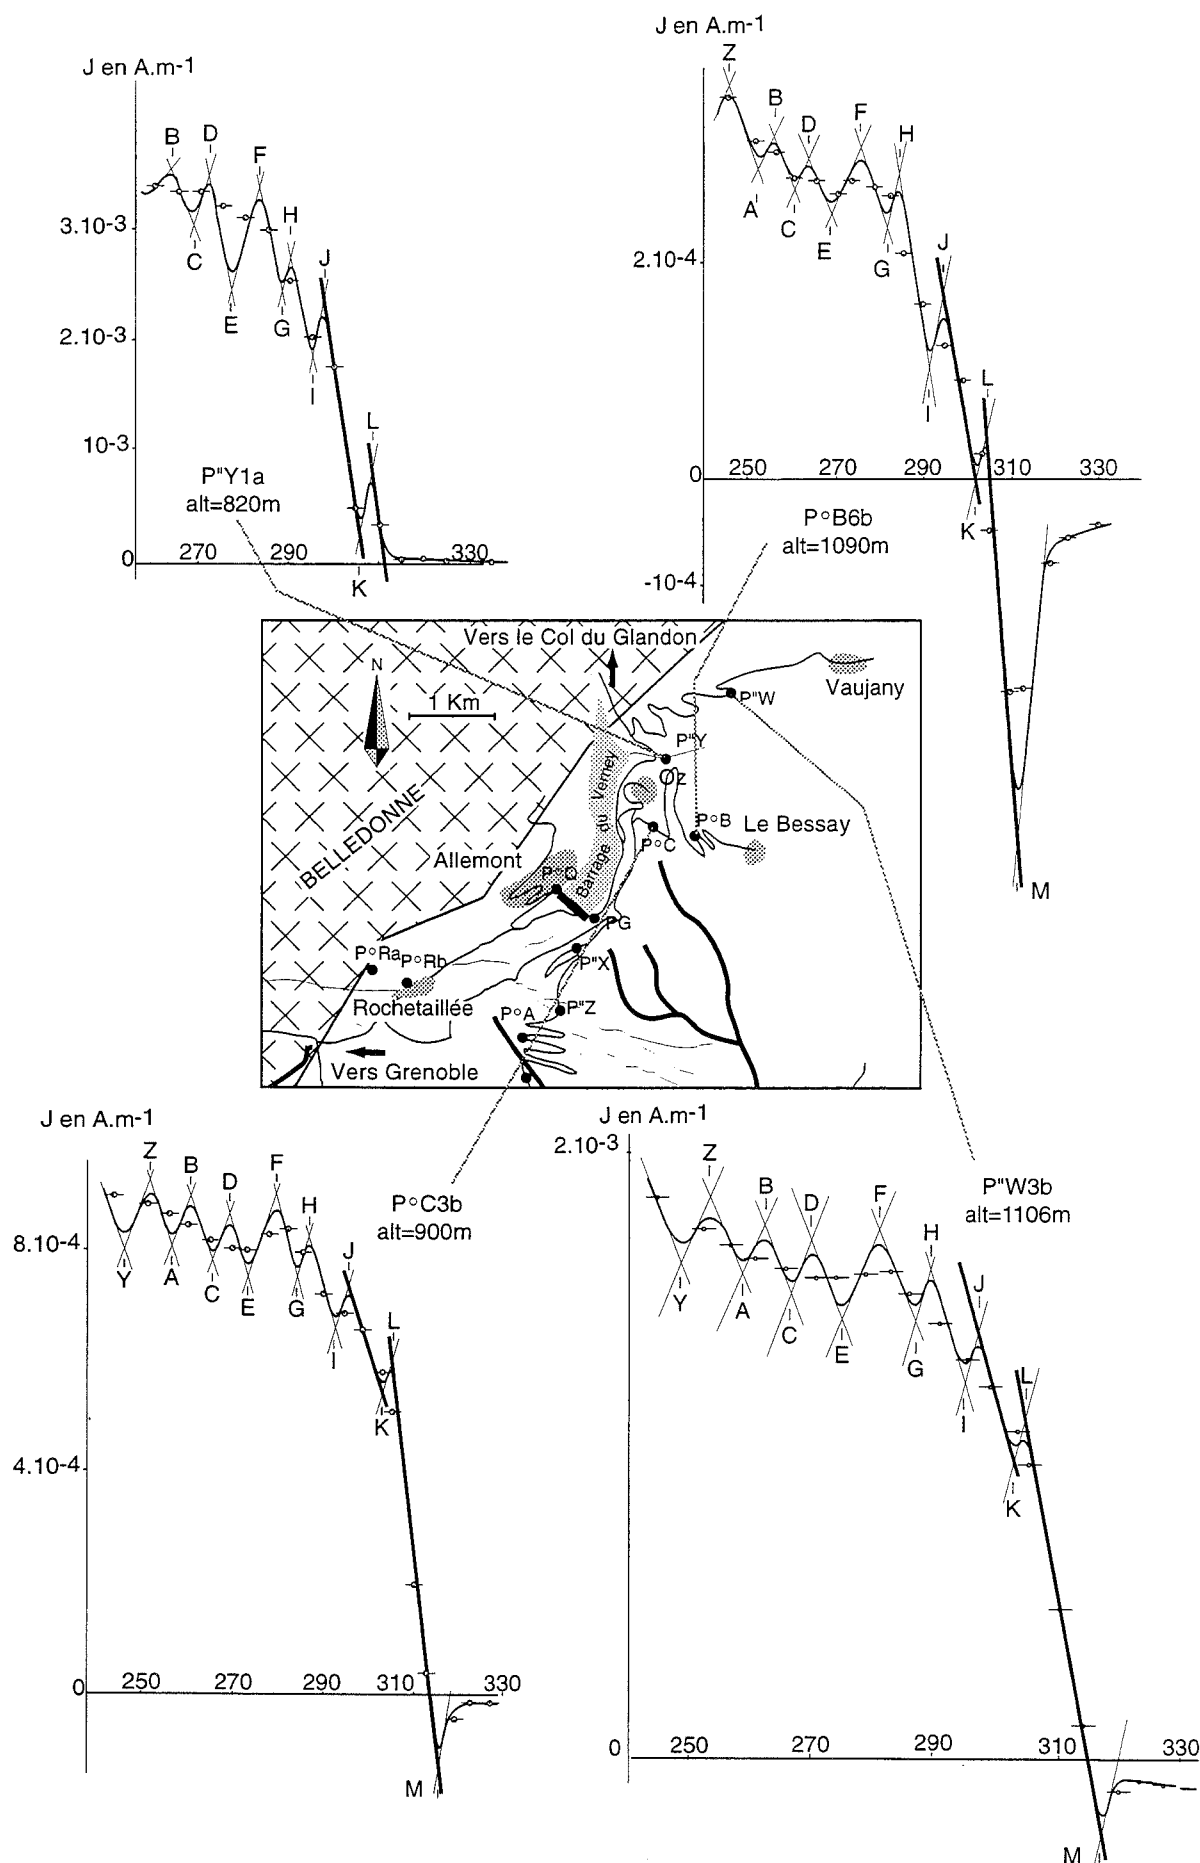 J en A.m-1
B
D
F
H
J
3.10-3
C
E
G
2.10-3
I
L
10-3
P"Y1a
alt=820m
0
270
290
330
K
J en A.m-1
Z
B
D
F
H
A
C
E
G
J
2.10-4
L
I
0
250
270
290
310
330
K
P°B6b
alt=1090m
-10-4
M
Vers le Col du Glandon
N
1 Km
Vaujany
P"W
P"Y
Oz
BELLEDONNE
Barrage du Verney
P°B
Le Bessay
P°C
Allemont
P°Q
PG
P°Ra
P°Rb
P"X
Rochetaillée
P°A
P"Z
Vers Grenoble
J en A.m-1
Z
B
D
F
H
8.10-4
Y
A
C
E
G
J
I
L
K
4.10-4
P°C3b
alt=900m
0
250
270
290
310
330
M
J en A.m-1
2.10-3
Z
B
D
F
H
P"W3b
alt=1106m
Y
A
C
E
G
J
I
L
K
0
250
270
290
310
330
M